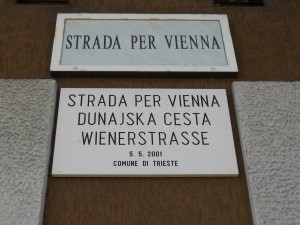 STRADA PER VIENNA
STRADA PER VIENNA
DUNAJSKA CESTA
WIENERSTRASSE
5. 5. 2001
COMUNE DI TRIESTE